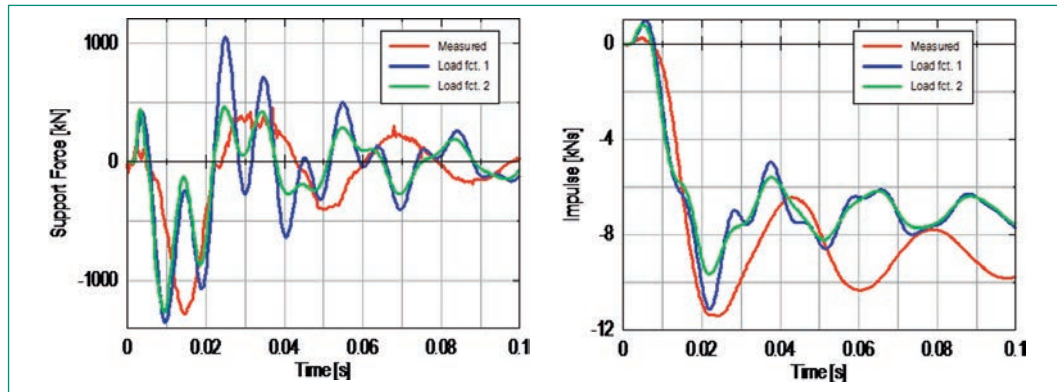 1000
0
-1000
Support Force [kN]
Measured
Load fct. 1
Load fct. 2
0
0.02
0.04
0.06
0.08
0.1
Time [s]
0
-4
-8
-12
Impulse [kNs]
Measured
Load fct. 1
Load fct. 2
0
0.02
0.04
0.06
0.08
0.1
Time [s]